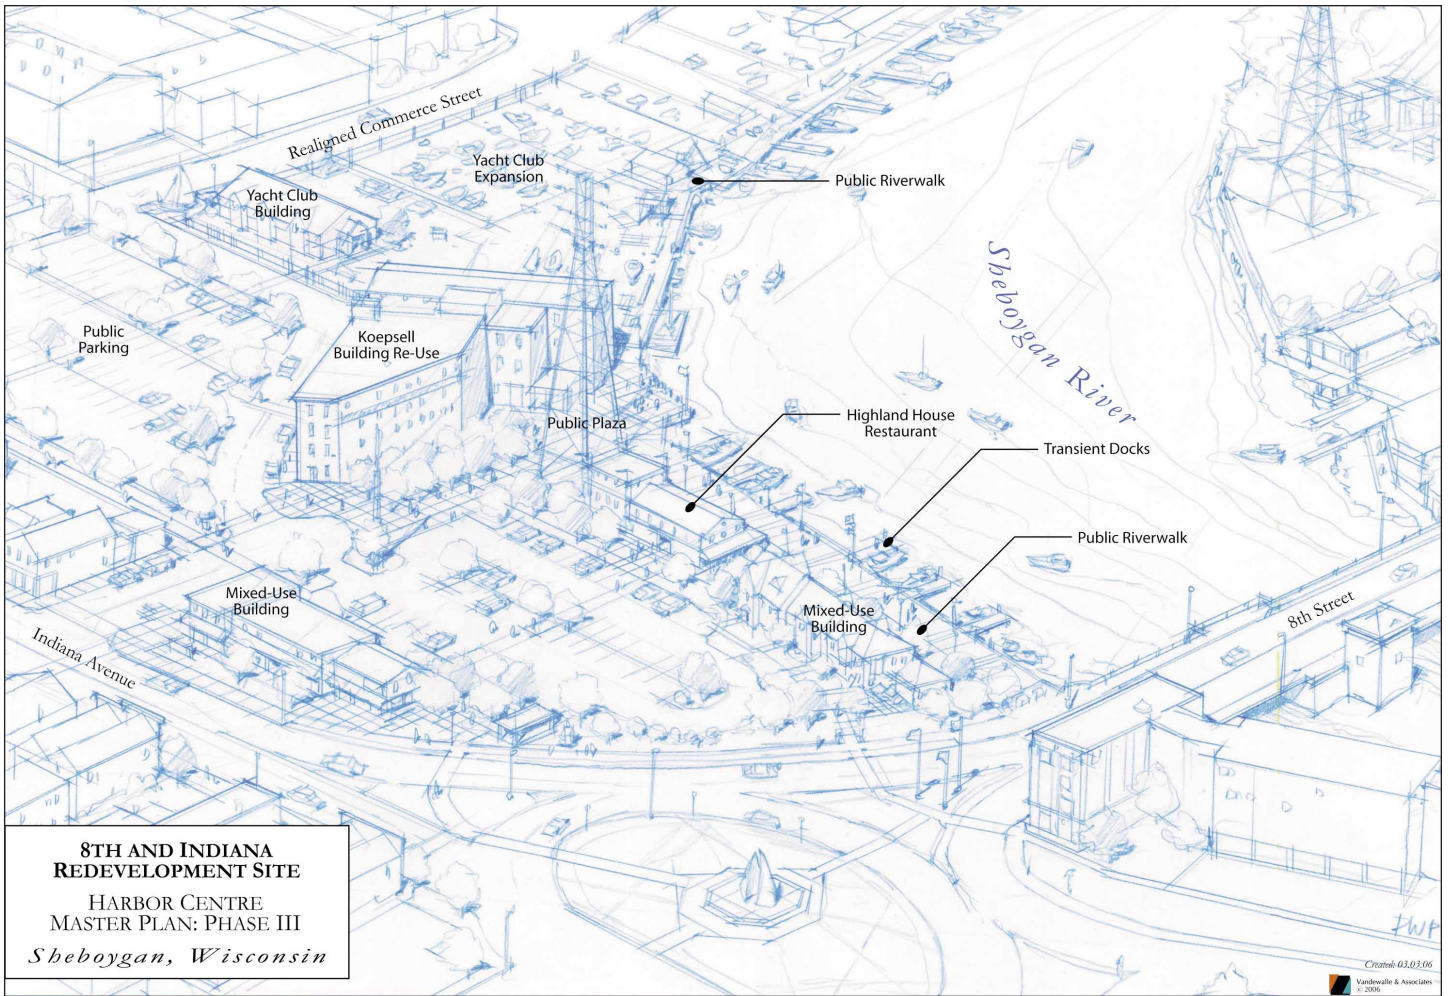 Realigned Commerce Street
Yacht Club
Expansion
Public Riverwalk
Yacht Club
Building
Sheboygan River
Public
Parking
Koepsell
Building Re-Use
Public Plaza
Highland House
Restaurant
Transient Docks
Public Riverwalk
Mixed-Use
Building
Mixed-Use
Building
8th Street
Indiana Avenue
8TH AND INDIANA
REDEVELOPMENT SITE
HARBOR CENTRE
MASTER PLAN: PHASE III
Sheboygan, Wisconsin
Created: 03.03.06
Vandewalle & Associates
© 2006